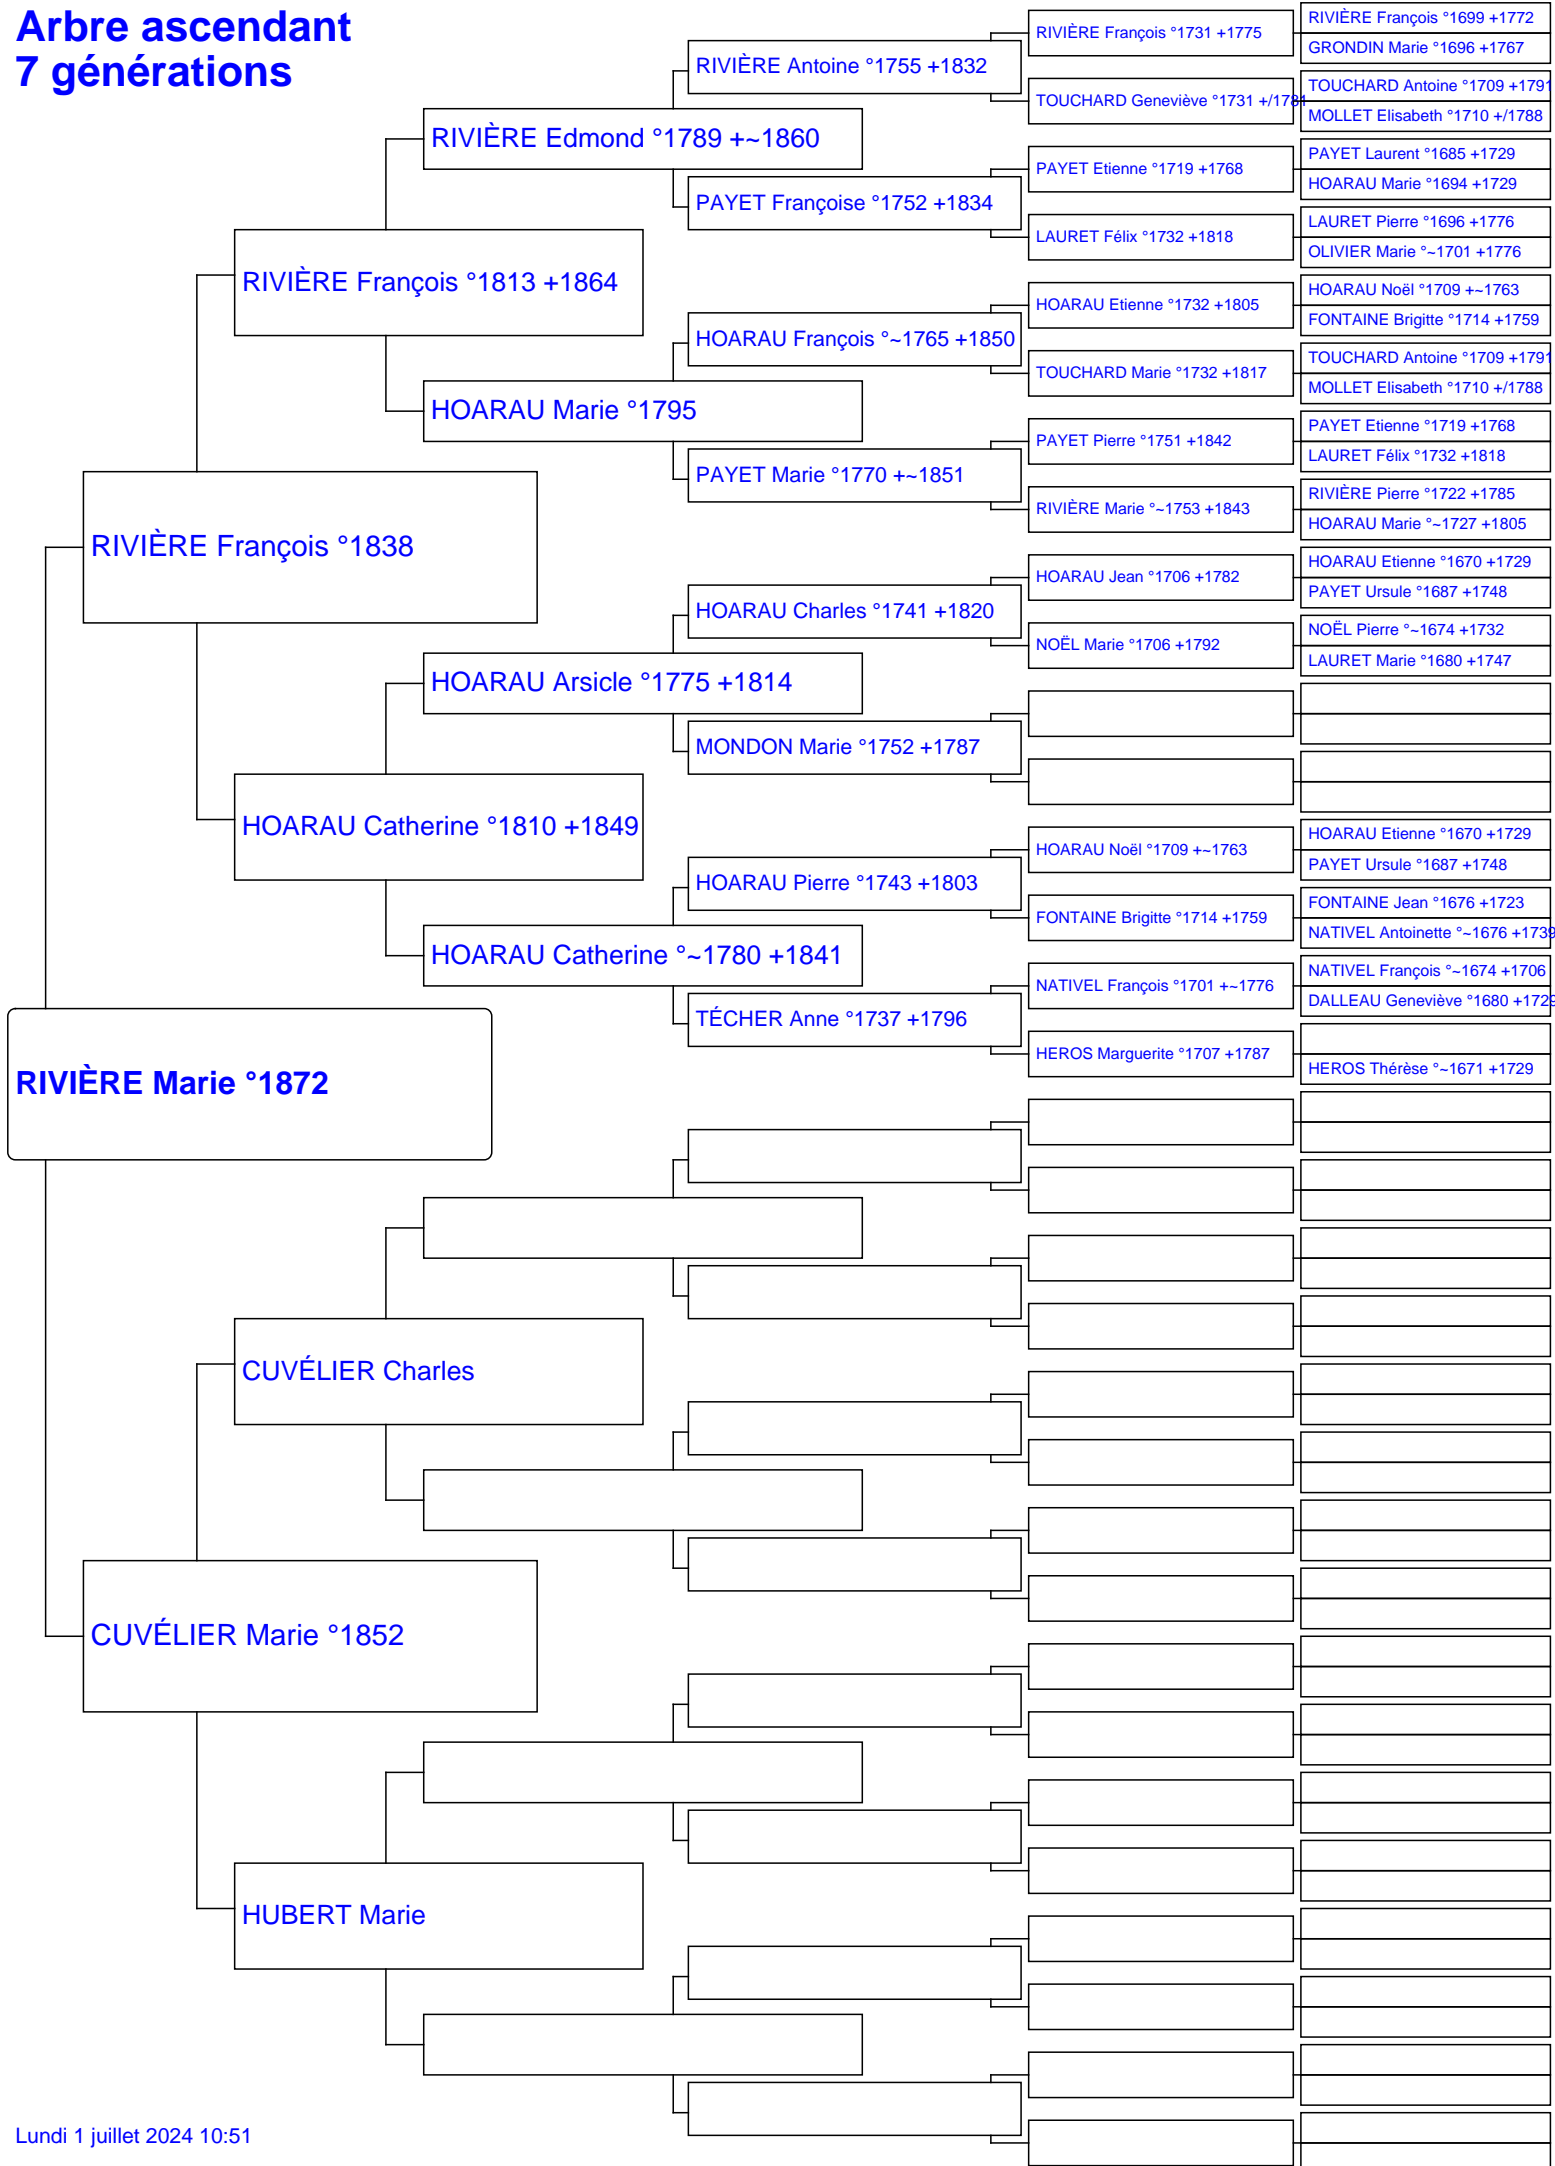 Arbre ascendant
7 générations
RIVIÈRE Marie °1872
RIVIÈRE François °1838
CUVÉLIER Marie °1852
RIVIÈRE François °1813 +1864
HOARAU Catherine °1810 +1849
CUVÉLIER Charles
HUBERT Marie
RIVIÈRE Edmond °1789 +~1860
HOARAU Marie °1795
HOARAU Arsicle °1775 +1814
HOARAU Catherine °~1780 +1841
RIVIÈRE Antoine °1755 +1832
PAYET Françoise °1752 +1834
HOARAU François °~1765 +1850
PAYET Marie °1770 +~1851
HOARAU Charles °1741 +1820
MONDON Marie °1752 +1787
HOARAU Pierre °1743 +1803
TÉCHER Anne °1737 +1796
RIVIÈRE François °1731 +1775
TOUCHARD Geneviève °1731 +/1781
PAYET Etienne °1719 +1768
LAURET Félix °1732 +1818
HOARAU Etienne °1732 +1805
TOUCHARD Marie °1732 +1817
PAYET Pierre °1751 +1842
RIVIÈRE Marie °~1753 +1843
HOARAU Jean °1706 +1782
NOËL Marie °1706 +1792
HOARAU Noël °1709 +~1763
FONTAINE Brigitte °1714 +1759
NATIVEL François °1701 +~1776
HEROS Marguerite °1707 +1787
RIVIÈRE François °1699 +1772
GRONDIN Marie °1696 +1767
TOUCHARD Antoine °1709 +1791
MOLLET Elisabeth °1710 +/1788
PAYET Laurent °1685 +1729
HOARAU Marie °1694 +1729
LAURET Pierre °1696 +1776
OLIVIER Marie °~1701 +1776
HOARAU Noël °1709 +~1763
FONTAINE Brigitte °1714 +1759
TOUCHARD Antoine °1709 +1791
MOLLET Elisabeth °1710 +/1788
PAYET Etienne °1719 +1768
LAURET Félix °1732 +1818
RIVIÈRE Pierre °1722 +1785
HOARAU Marie °~1727 +1805
HOARAU Etienne °1670 +1729
PAYET Ursule °1687 +1748
NOËL Pierre °~1674 +1732
LAURET Marie °1680 +1747
HOARAU Etienne °1670 +1729
PAYET Ursule °1687 +1748
FONTAINE Jean °1676 +1723
NATIVEL Antoinette °~1676 +1739
NATIVEL François °~1674 +1706
DALLEAU Geneviève °1680 +1729
HEROS Thérèse °~1671 +1729
Lundi 1 juillet 2024 10:51